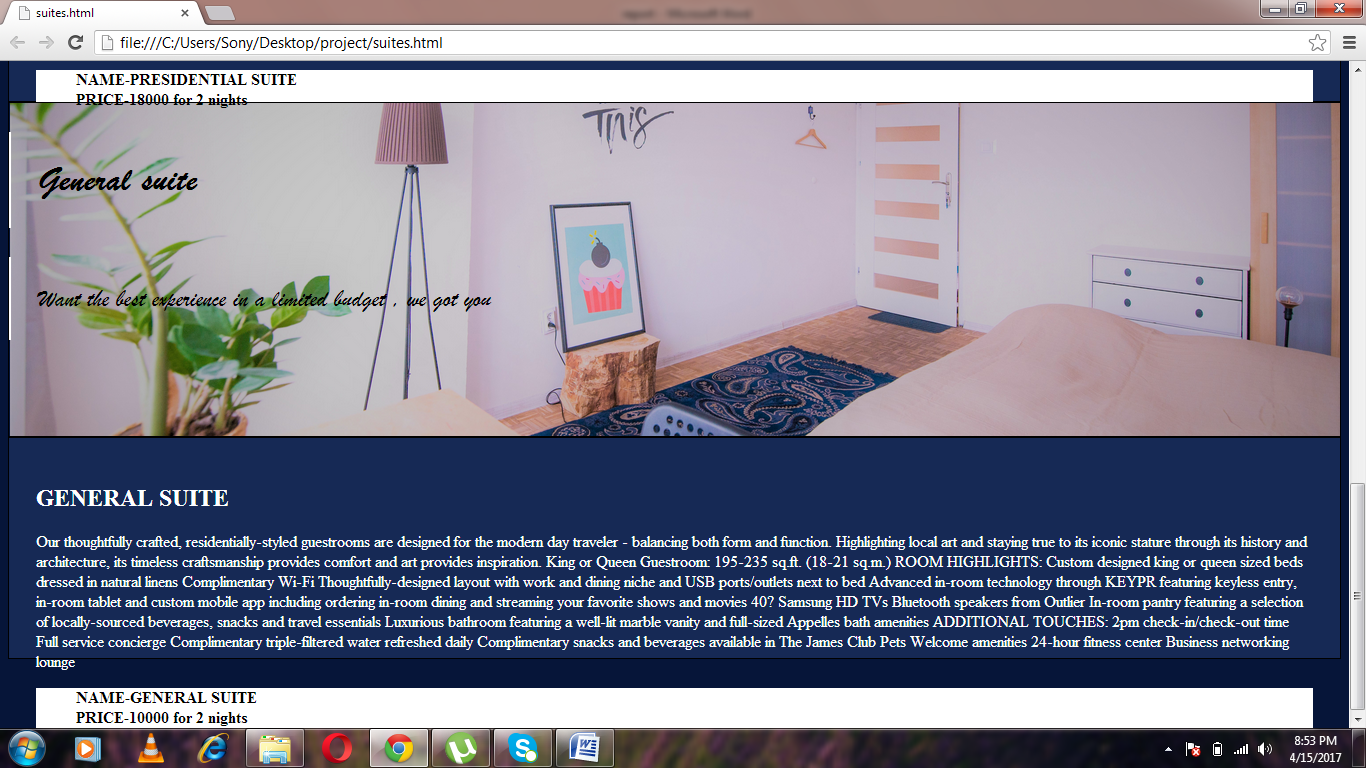 suites.html
file:///C:/Users/Sony/Desktop/project/suites.html
NAME-PRESIDENTIAL SUITE
PRICE-18000 for 2 nights
General suite
Want the best experience in a limited budget , we got you
GENERAL SUITE
Our thoughtfully crafted, residentially-styled guestrooms are designed for the modern day traveler - balancing both form and function. Highlighting local art and staying true to its iconic stature through its history and
architecture, its timeless craftsmanship provides comfort and art provides inspiration. King or Queen Guestroom: 195-235 sq.ft. (18-21 sq.m.) ROOM HIGHLIGHTS: Custom designed king or queen sized beds
dressed in natural linens Complimentary Wi-Fi Thoughtfully-designed layout with work and dining niche and USB ports/outlets next to bed Advanced in-room technology through KEYPR featuring keyless entry,
in-room tablet and custom mobile app including ordering in-room dining and streaming your favorite shows and movies 40? Samsung HD TVs Bluetooth speakers from Outlier In-room pantry featuring a selection
of locally-sourced beverages, snacks and travel essentials Luxurious bathroom featuring a well-lit marble vanity and full-sized Appelles bath amenities ADDITIONAL TOUCHES: 2pm check-in/check-out time
Full service concierge Complimentary triple-filtered water refreshed daily Complimentary snacks and beverages available in The James Club Pets Welcome amenities 24-hour fitness center Business networking
lounge
NAME-GENERAL SUITE
PRICE-10000 for 2 nights
8:53 PM
4/15/2017